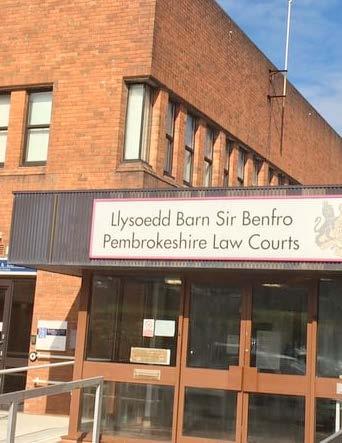 Llysoedd Barn Sir Benfro
Pembrokeshire Law Courts